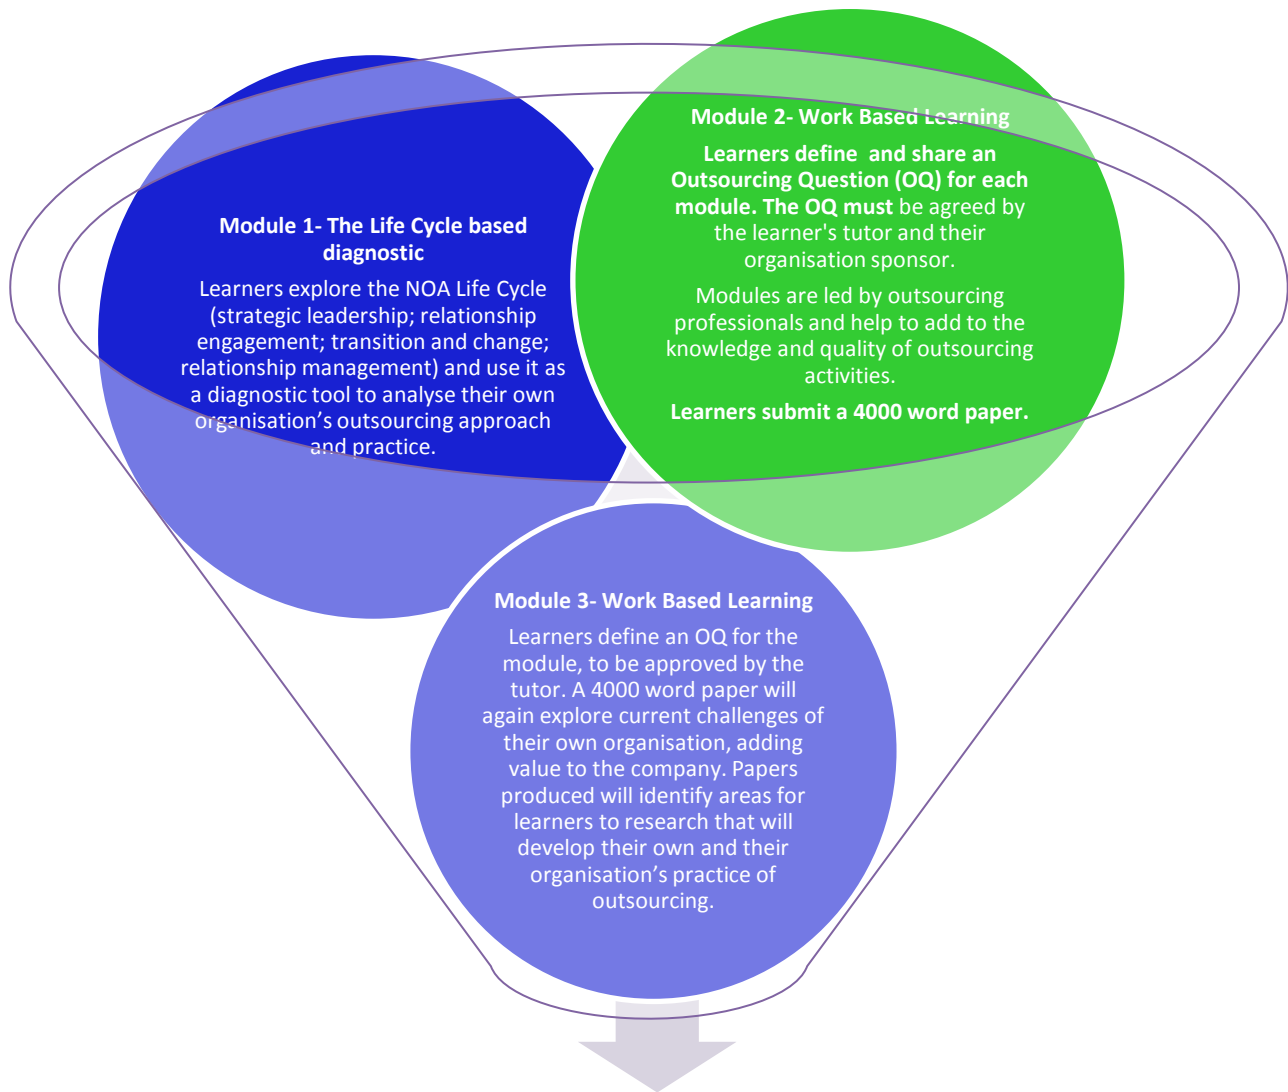 Module 1- The Life Cycle based
diagnostic
Learners explore the NOA Life Cycle
(strategic leadership; relationship
engagement; transition and change;
relationship management) and use it as
a diagnostic tool to analyse their own
organisation’s outsourcing approach
and practice.
Module 2- Work Based Learning
Learners define  and share an
Outsourcing Question (OQ) for each
module. The OQ must be agreed by
the learner's tutor and their
organisation sponsor.
Modules are led by outsourcing
professionals and help to add to the
knowledge and quality of outsourcing
activities.
Learners submit a 4000 word paper.
Module 3- Work Based Learning
Learners define an OQ for the
module, to be approved by the
tutor. A 4000 word paper will
again explore current challenges of
their own organisation, adding
value to the company. Papers
produced will identify areas for
learners to research that will
develop their own and their
organisation’s practice of
outsourcing.